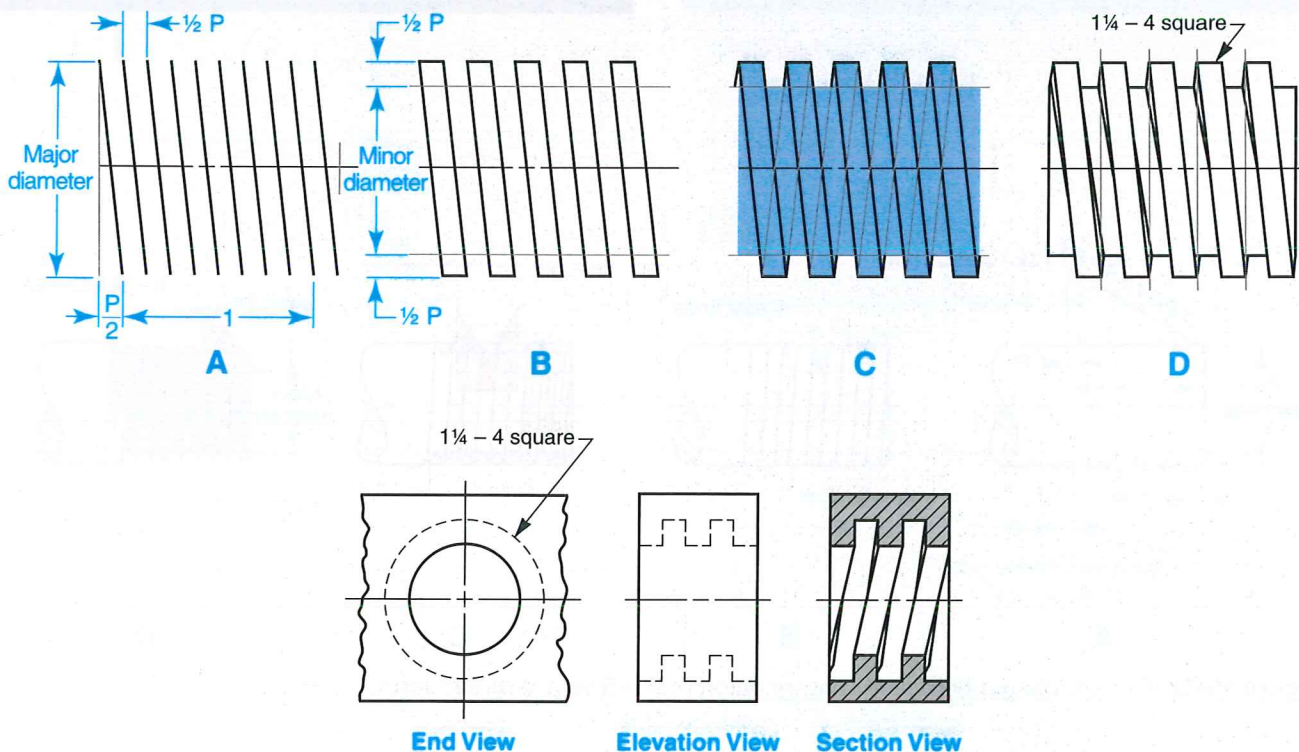 ½ P
½ P
1¼ – 4 square
Major
diameter
Minor
diameter
P
2
1
½ P
A
B
C
D
1¼ – 4 square
End View
Elevation View
Section View